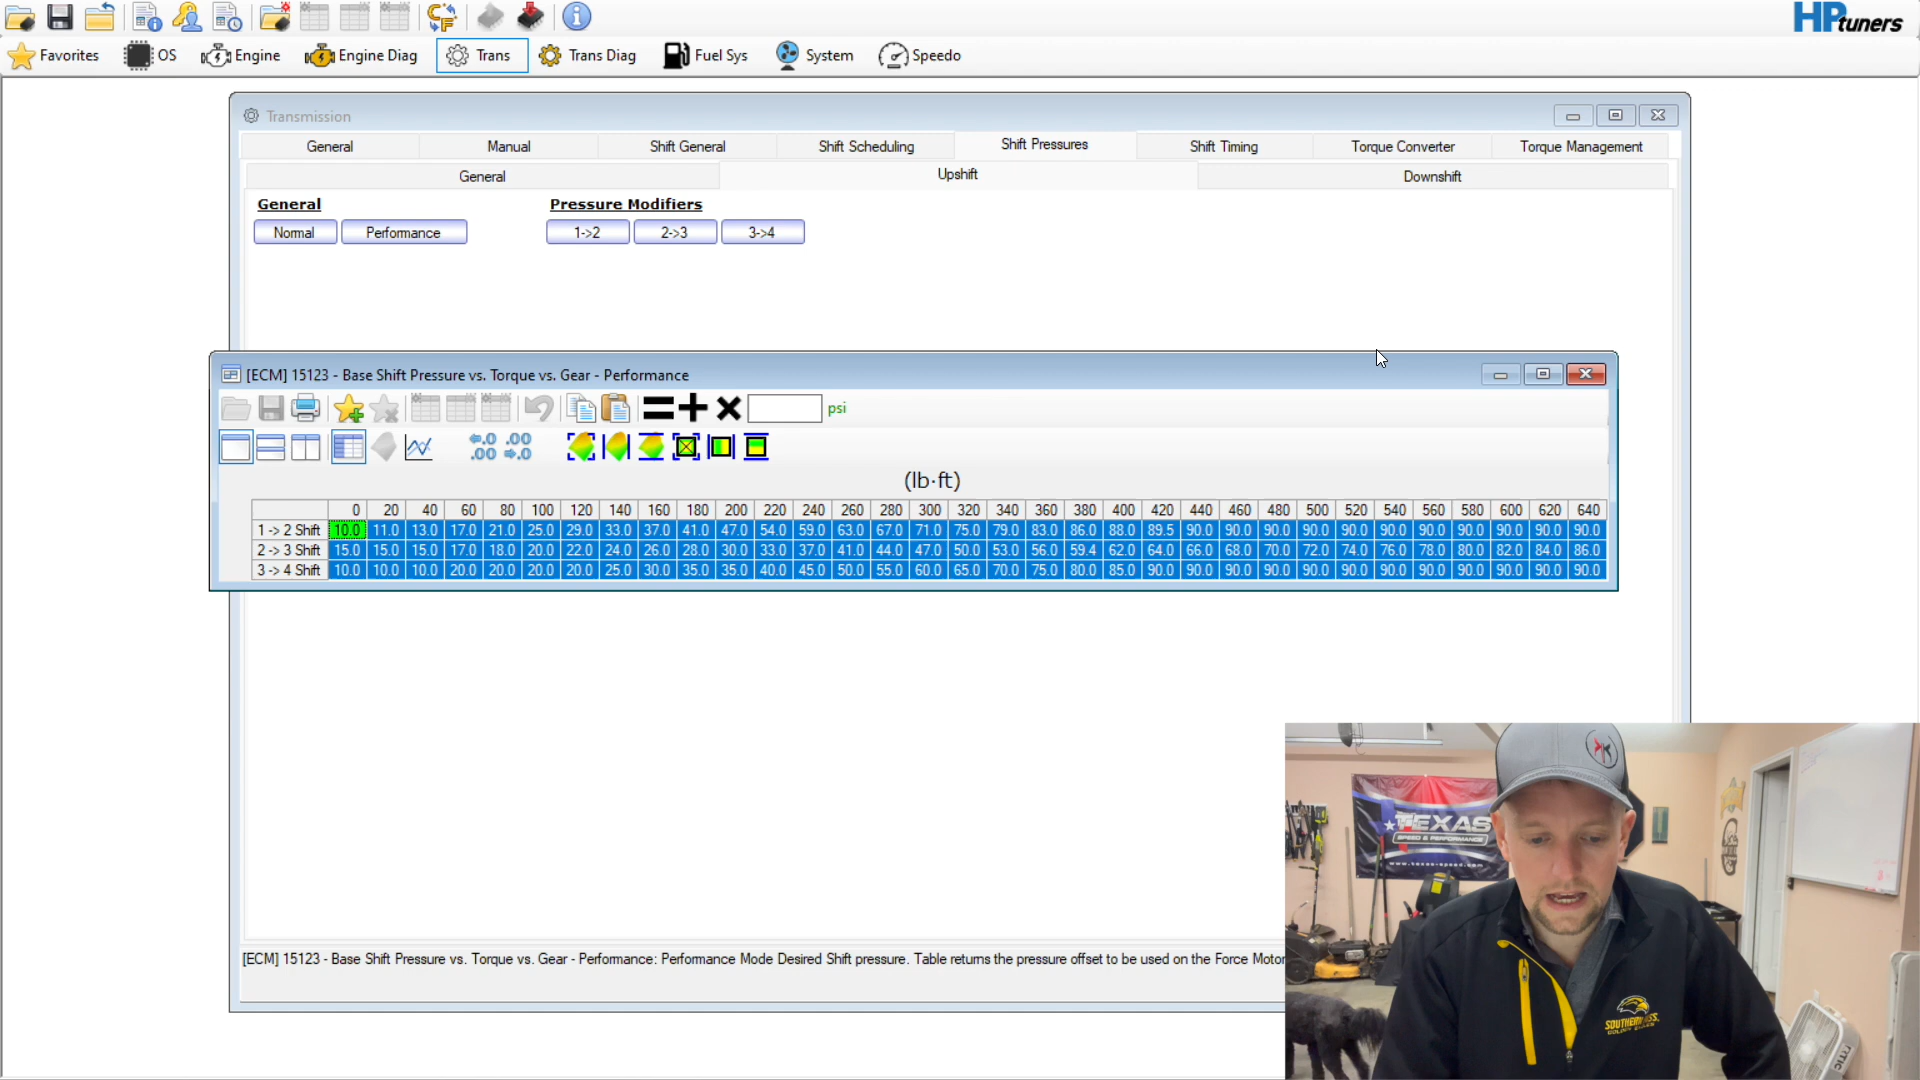 HPtuners
Favorites OS Engine Engine Diag Trans Trans Diag Fuel Sys System Speedo
Transmission
General Manual Shift General Shift Scheduling Shift Pressures Shift Timing Torque Converter Torque Management
General Upshift Downshift
General Pressure Modifiers
Normal Performance 1->2 2->3 3->4
[ECM] 15123 - Base Shift Pressure vs. Torque vs. Gear - Performance
psi
(lb·ft)
0 20 40 60 80 100 120 140 160 180 200 220 240 260 280 300 320 340 360 380 400 420 440 460 480 500 520 540 560 580 600 620 640
1 -> 2 Shift 10.0 11.0 13.0 17.0 21.0 25.0 29.0 33.0 37.0 41.0 47.0 54.0 59.0 63.0 67.0 71.0 75.0 79.0 83.0 86.0 88.0 89.5 90.0 90.0 90.0 90.0 90.0 90.0 90.0 90.0 90.0 90.0 90.0
2 -> 3 Shift 15.0 15.0 15.0 17.0 18.0 20.0 22.0 24.0 26.0 28.0 30.0 33.0 37.0 41.0 44.0 47.0 50.0 53.0 56.0 59.4 62.0 64.0 66.0 68.0 70.0 72.0 74.0 76.0 78.0 80.0 82.0 84.0 86.0
3 -> 4 Shift 10.0 10.0 10.0 20.0 20.0 20.0 20.0 25.0 30.0 35.0 35.0 40.0 45.0 50.0 55.0 60.0 65.0 70.0 75.0 80.0 85.0 90.0 90.0 90.0 90.0 90.0 90.0 90.0 90.0 90.0 90.0 90.0 90.0
[ECM] 15123 - Base Shift Pressure vs. Torque vs. Gear - Performance: Performance Mode Desired Shift pressure. Table returns the pressure offset to be used on the Force Motor
TEXAS
SPEED & PERFORMANCE
www.texas-speed.com
SOUTHERN MISS.
GOLDEN EAGLES